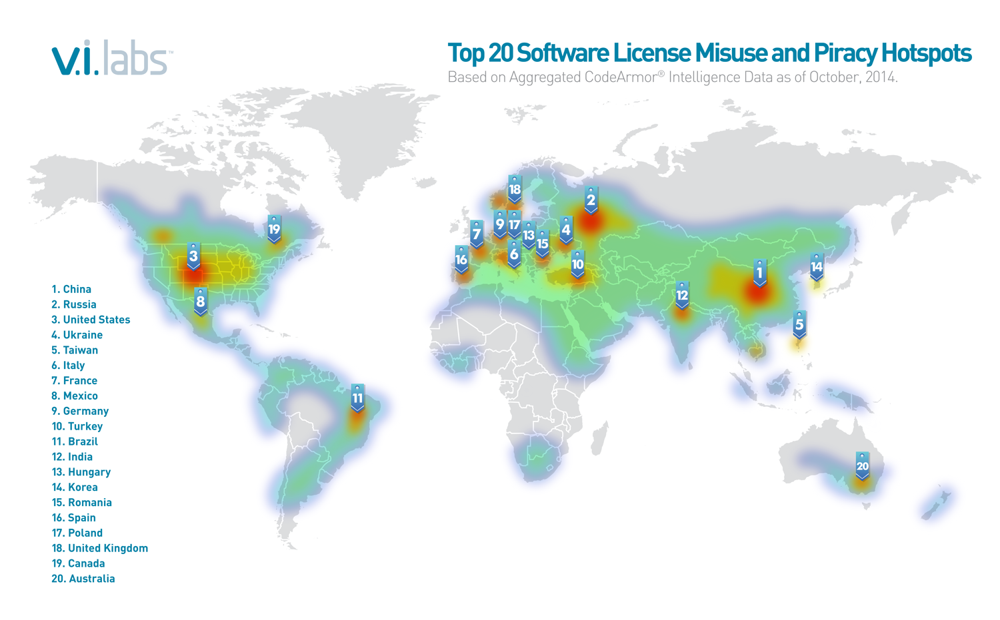 v.i.labs™
Top 20 Software License Misuse and Piracy Hotspots
Based on Aggregated CodeArmor® Intelligence Data as of October, 2014.
18
2
19
9
17
4
7
13
15
3
6
16
10
1
14
12
8
5
11
20
1. China
2. Russia
3. United States
4. Ukraine
5. Taiwan
6. Italy
7. France
8. Mexico
9. Germany
10. Turkey
11. Brazil
12. India
13. Hungary
14. Korea
15. Romania
16. Spain
17. Poland
18. United Kingdom
19. Canada
20. Australia